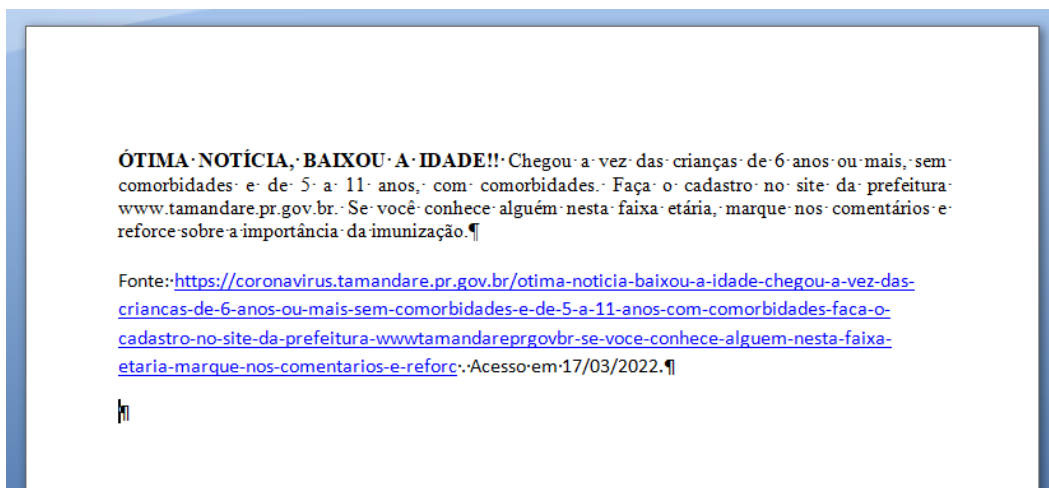 ÓTIMA NOTÍCIA, BAIXOU A IDADE!! Chegou a vez das crianças de 6 anos ou mais, sem
comorbidades e de 5 a 11 anos, com comorbidades. Faça o cadastro no site da prefeitura
www.tamandare.pr.gov.br. Se você conhece alguém nesta faixa etária, marque nos comentários e
reforce sobre a importância da imunização.¶
Fonte: https://coronavirus.tamandare.pr.gov.br/otima-noticia-baixou-a-idade-chegou-a-vez-das-
criancas-de-6-anos-ou-mais-sem-comorbidades-e-de-5-a-11-anos-com-comorbidades-faca-o-
cadastro-no-site-da-prefeitura-wwwtamandareprgovbr-se-voce-conhece-alguem-nesta-faixa-
etaria-marque-nos-comentarios-e-reforc . Acesso em 17/03/2022.¶
¶